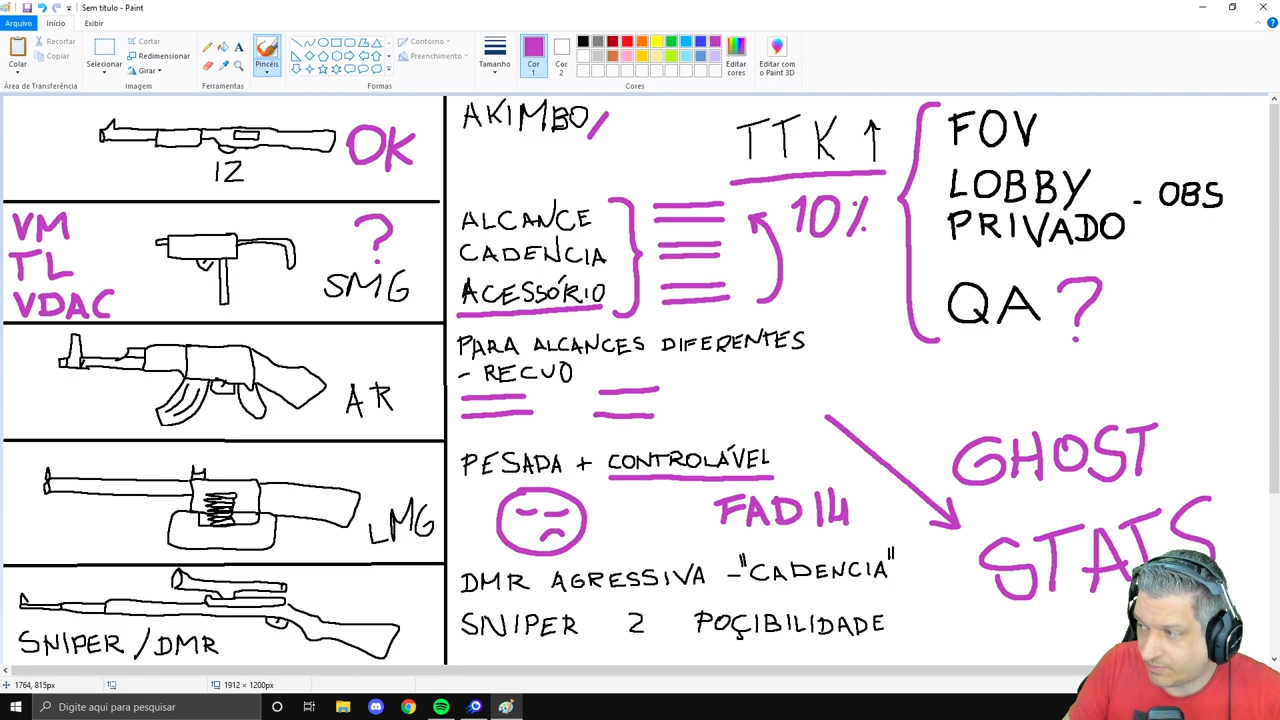 Sem título - Paint
Arquivo
Início
Exibir
Colar
Recortar
Copiar
Área de Transferência
Selecionar
Cortar
Redimensionar
Girar
Imagem
Ferramentas
Pincéis
Contorno
Preenchimento
Formas
Tamanho
Cor 1
Cor 2
Editar cores
Cores
Editar com o Paint 3D
OK
12
VM
TL
VDAC
?
SMG
AR
LMG
SNIPER / DMR
AKIMBO /
ALCANCE
CADENCIA
ACESSÓRIO
PARA ALCANCES DIFERENTES
- RECUO
PESADA + CONTROLÁVEL
FAD14
DMR AGRESSIVA - "CADENCIA"
SNIPER 2 POÇIBILIDADE
TTK ↑
10%
FOV
LOBBY
PRIVADO - OBS
QA ?
GHOST
STATS
1764, 815px
1912 × 1200px
Digite aqui para pesquisar